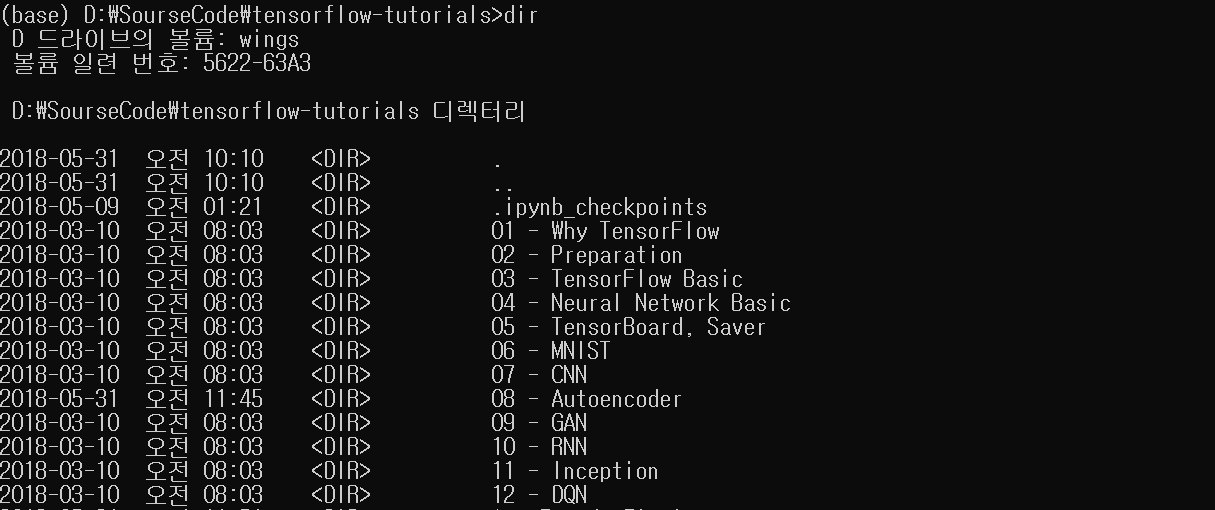 (base) D:₩SourseCode₩tensorflow-tutorials>dir
D 드라이브의 볼륨: wings
볼륨 일련 번호: 5622-63A3
D:₩SourseCode₩tensorflow-tutorials 디렉터리
2018-05-31 오전 10:10 <DIR> .
2018-05-31 오전 10:10 <DIR> ..
2018-05-09 오전 01:21 <DIR> .ipynb_checkpoints
2018-03-10 오전 08:03 <DIR> 01 - Why TensorFlow
2018-03-10 오전 08:03 <DIR> 02 - Preparation
2018-03-10 오전 08:03 <DIR> 03 - TensorFlow Basic
2018-03-10 오전 08:03 <DIR> 04 - Neural Network Basic
2018-03-10 오전 08:03 <DIR> 05 - TensorBoard, Saver
2018-03-10 오전 08:03 <DIR> 06 - MNIST
2018-03-10 오전 08:03 <DIR> 07 - CNN
2018-05-31 오전 11:45 <DIR> 08 - Autoencoder
2018-03-10 오전 08:03 <DIR> 09 - GAN
2018-03-10 오전 08:03 <DIR> 10 - RNN
2018-03-10 오전 08:03 <DIR> 11 - Inception
2018-03-10 오전 08:03 <DIR> 12 - DQN